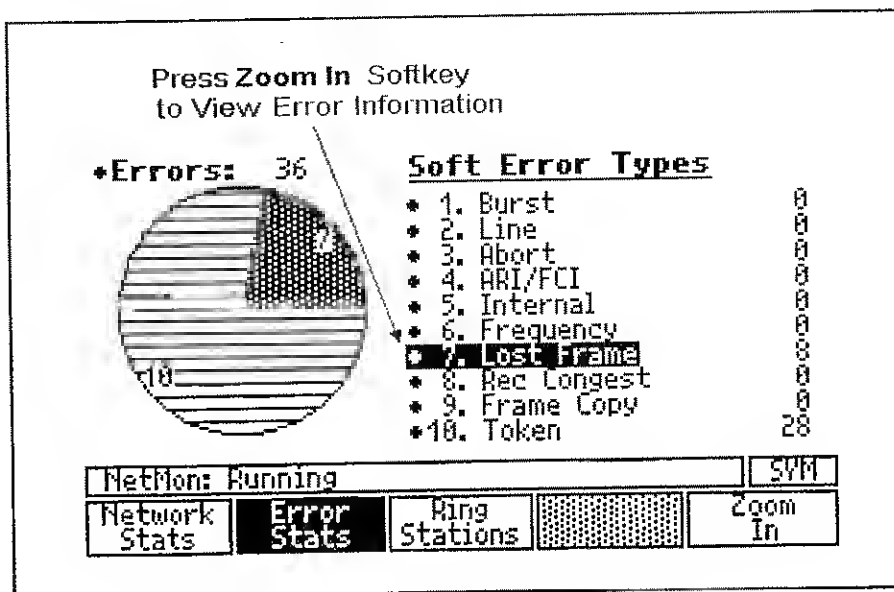 Press Zoom In Softkey
to View Error Information
•Errors: 36
Soft Error Types
• 1. Burst 0
• 2. Line 0
• 3. Abort 0
• 4. ARI/FCI 0
• 5. Internal 0
• 6. Frequency 0
• 7. Lost Frame 8
• 8. Rec Longest 0
• 9. Frame Copy 0
•10. Token 28
7
10
NetMon: Running
SYM
Network
Stats
Error
Stats
Ring
Stations
Zoom
In